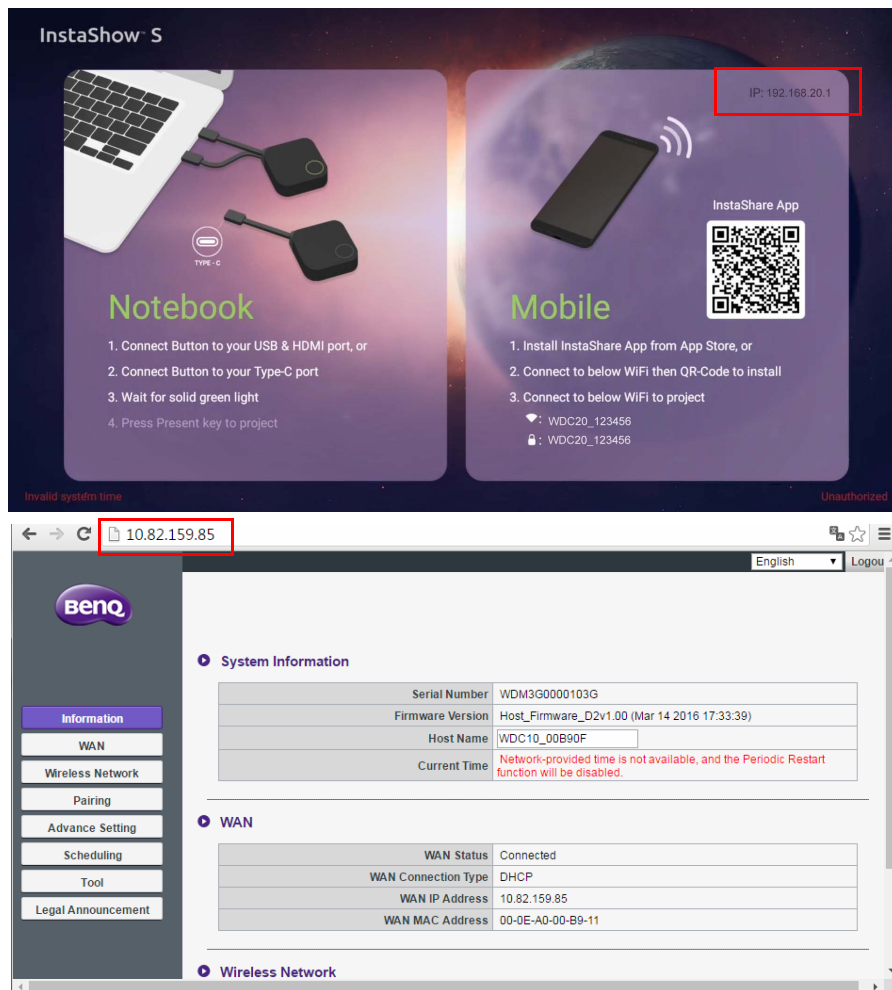 InstaShow™ S
IP: 192.168.20.1
InstaShare App
TYPE - C
Notebook
1. Connect Button to your USB & HDMI port, or
2. Connect Button to your Type-C port
3. Wait for solid green light
4. Press Present key to project
Mobile
1. Install InstaShare App from App Store, or
2. Connect to below WiFi then QR-Code to install
3. Connect to below WiFi to project
: WDC20_123456
: WDC20_123456
Invalid system time
Unauthorized
10.82.159.85
English
Logou
BenQ
Information
WAN
Wireless Network
Pairing
Advance Setting
Scheduling
Tool
Legal Announcement
System Information
Serial Number WDM3G0000103G
Firmware Version Host_Firmware_D2v1.00 (Mar 14 2016 17:33:39)
Host Name WDC10_00B90F
Current Time Network-provided time is not available, and the Periodic Restart
function will be disabled.
WAN
WAN Status Connected
WAN Connection Type DHCP
WAN IP Address 10.82.159.85
WAN MAC Address 00-0E-A0-00-B9-11
Wireless Network